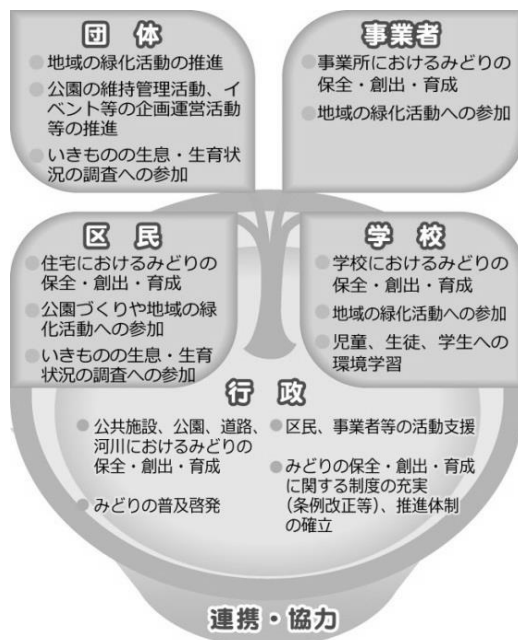 団体
地域の緑化活動の推進
公園の維持管理活動、イ
ベント等の企画運営活動
等の推進
いきものの生息・生育状
況の調査への参加
事業者
事業所におけるみどりの
保全・創出・育成
地域の緑化活動への参加
区民
住宅におけるみどりの
保全・創出・育成
公園づくりや地域の緑
化活動への参加
いきものの生息・生育
状況の調査への参加
学校
学校におけるみどりの
保全・創出・育成
地域の緑化活動への参加
児童、生徒、学生への
環境学習
行政
公共施設、公園、道路、
河川におけるみどりの
保全・創出・育成
みどりの普及啓発
区民、事業者等の活動支援
みどりの保全・創出・育成
に関する制度の充実
(条例改正等)、推進体制
の確立
連携・協力